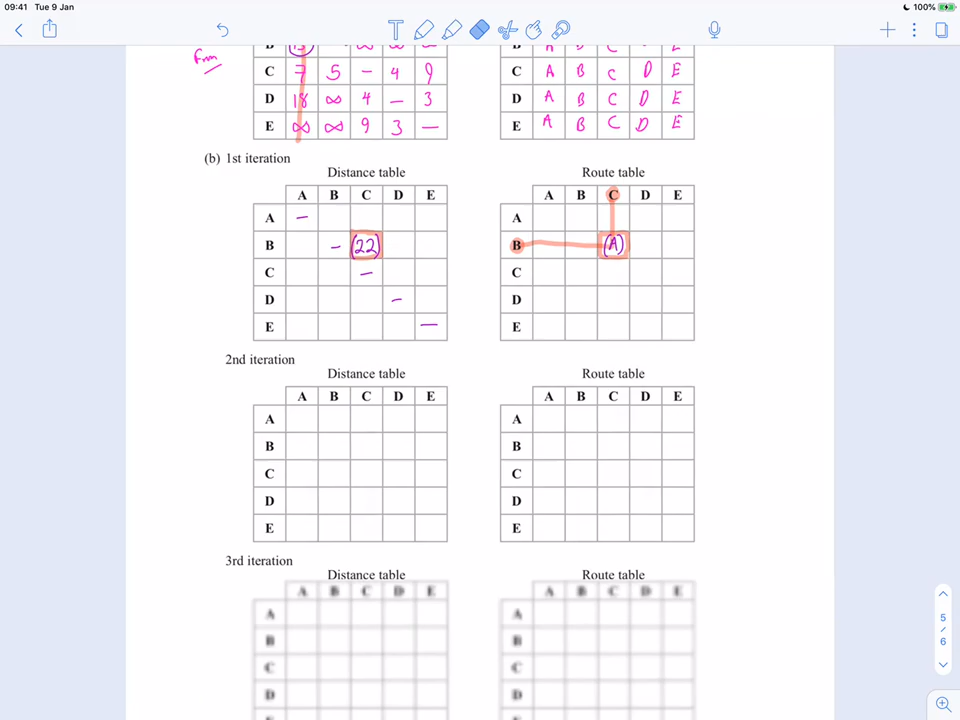 09:41 Tue 9 Jan
100%
From
C 7 5 – 4 9
D 18 ∞ 4 – 3
E ∞ ∞ 9 3 –
C A B C D E
D A B C D E
E A B C D E
(b) 1st iteration
Distance table
A B C D E
A –
B – (22)
C –
D –
E –
Route table
A B C D E
A
B (A)
C
D
E
2nd iteration
Distance table
A B C D E
A
B
C
D
E
Route table
A B C D E
A
B
C
D
E
3rd iteration
Distance table
A B C D E
A
B
C
D
Route table
A B C D E
A
B
C
D
5
/
6